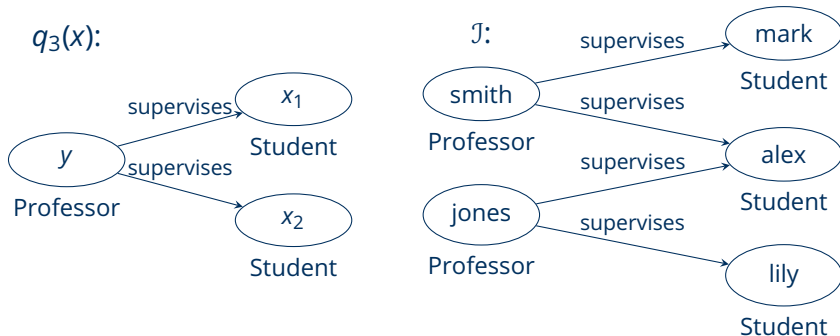 q₃(x):
supervises
x₁
Student
y
Professor
supervises
x₂
Student
ℐ:
supervises
mark
Student
smith
Professor
supervises
alex
Student
supervises
jones
Professor
supervises
lily
Student